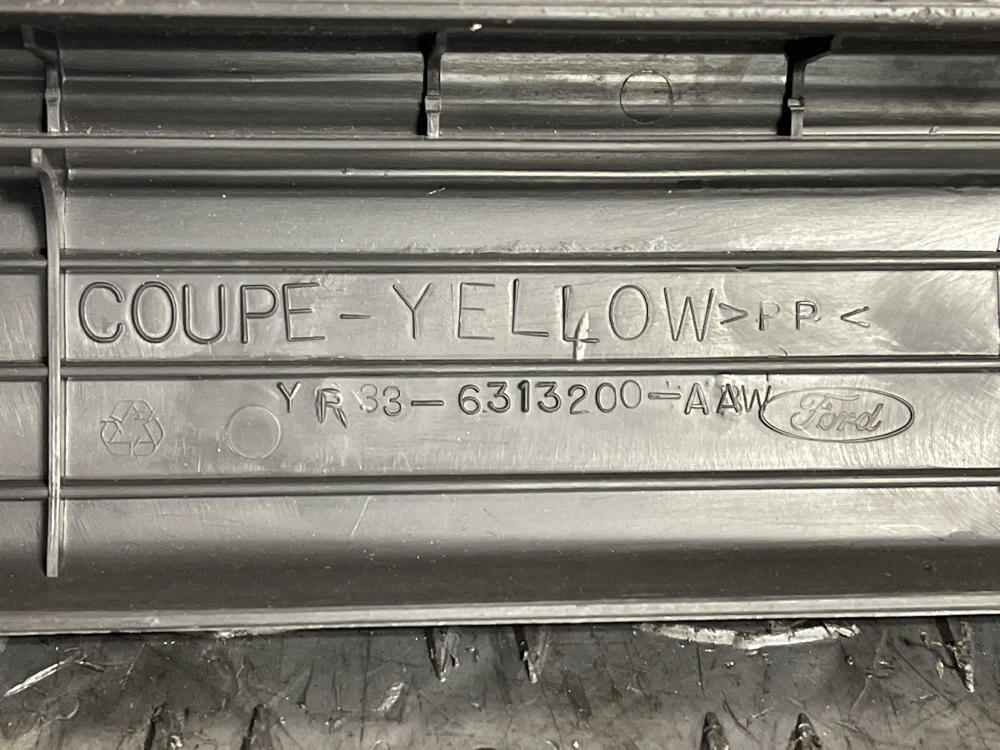 COUPE - YELLOW >PP<
YR33-6313200-AAW Ford